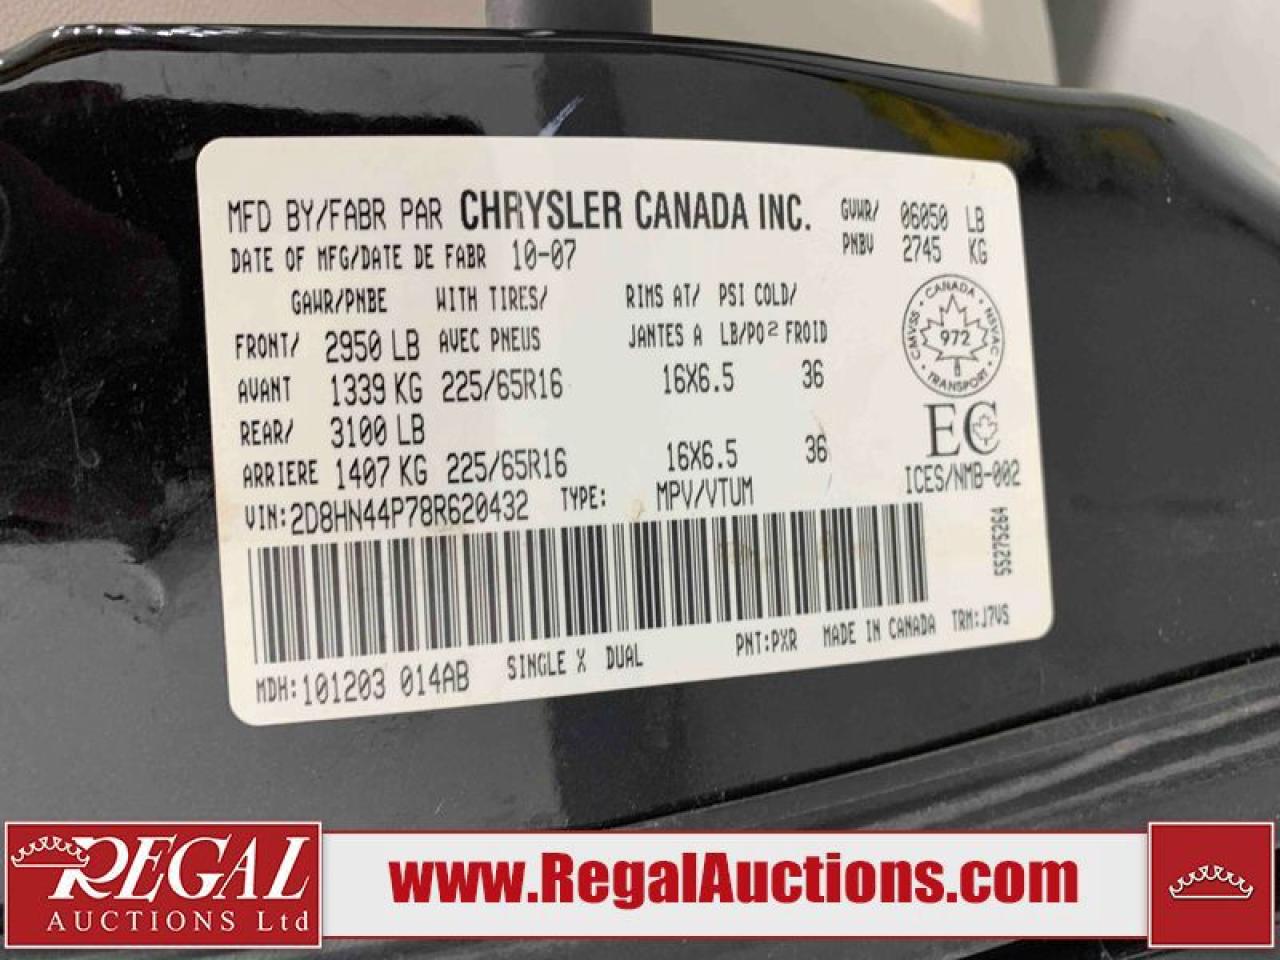 MFD BY/FABR PAR CHRYSLER CANADA INC. GVWR/ 06050 LB
DATE OF MFG/DATE DE FABR 10-07 PNBV 2745 KG
GAWR/PNBE WITH TIRES/ RIMS AT/ PSI COLD/
FRONT/ 2950 LB AVEC PNEUS JANTES A LB/PO² FROID
AVANT 1339 KG 225/65R16 16X6.5 36
REAR/ 3100 LB
ARRIERE 1407 KG 225/65R16 16X6.5 36
VIN:2D8HN44P78R620432 TYPE: MPV/VTUM
CANADA
CMVSS • NSVAC
972
TRANSPORT
EC
ICES/NMB-002
55275264
MDH:101203 014AB SINGLE X DUAL PNT:PXR MADE IN CANADA TRM:J7VS
REGAL
AUCTIONS Ltd
www.RegalAuctions.com